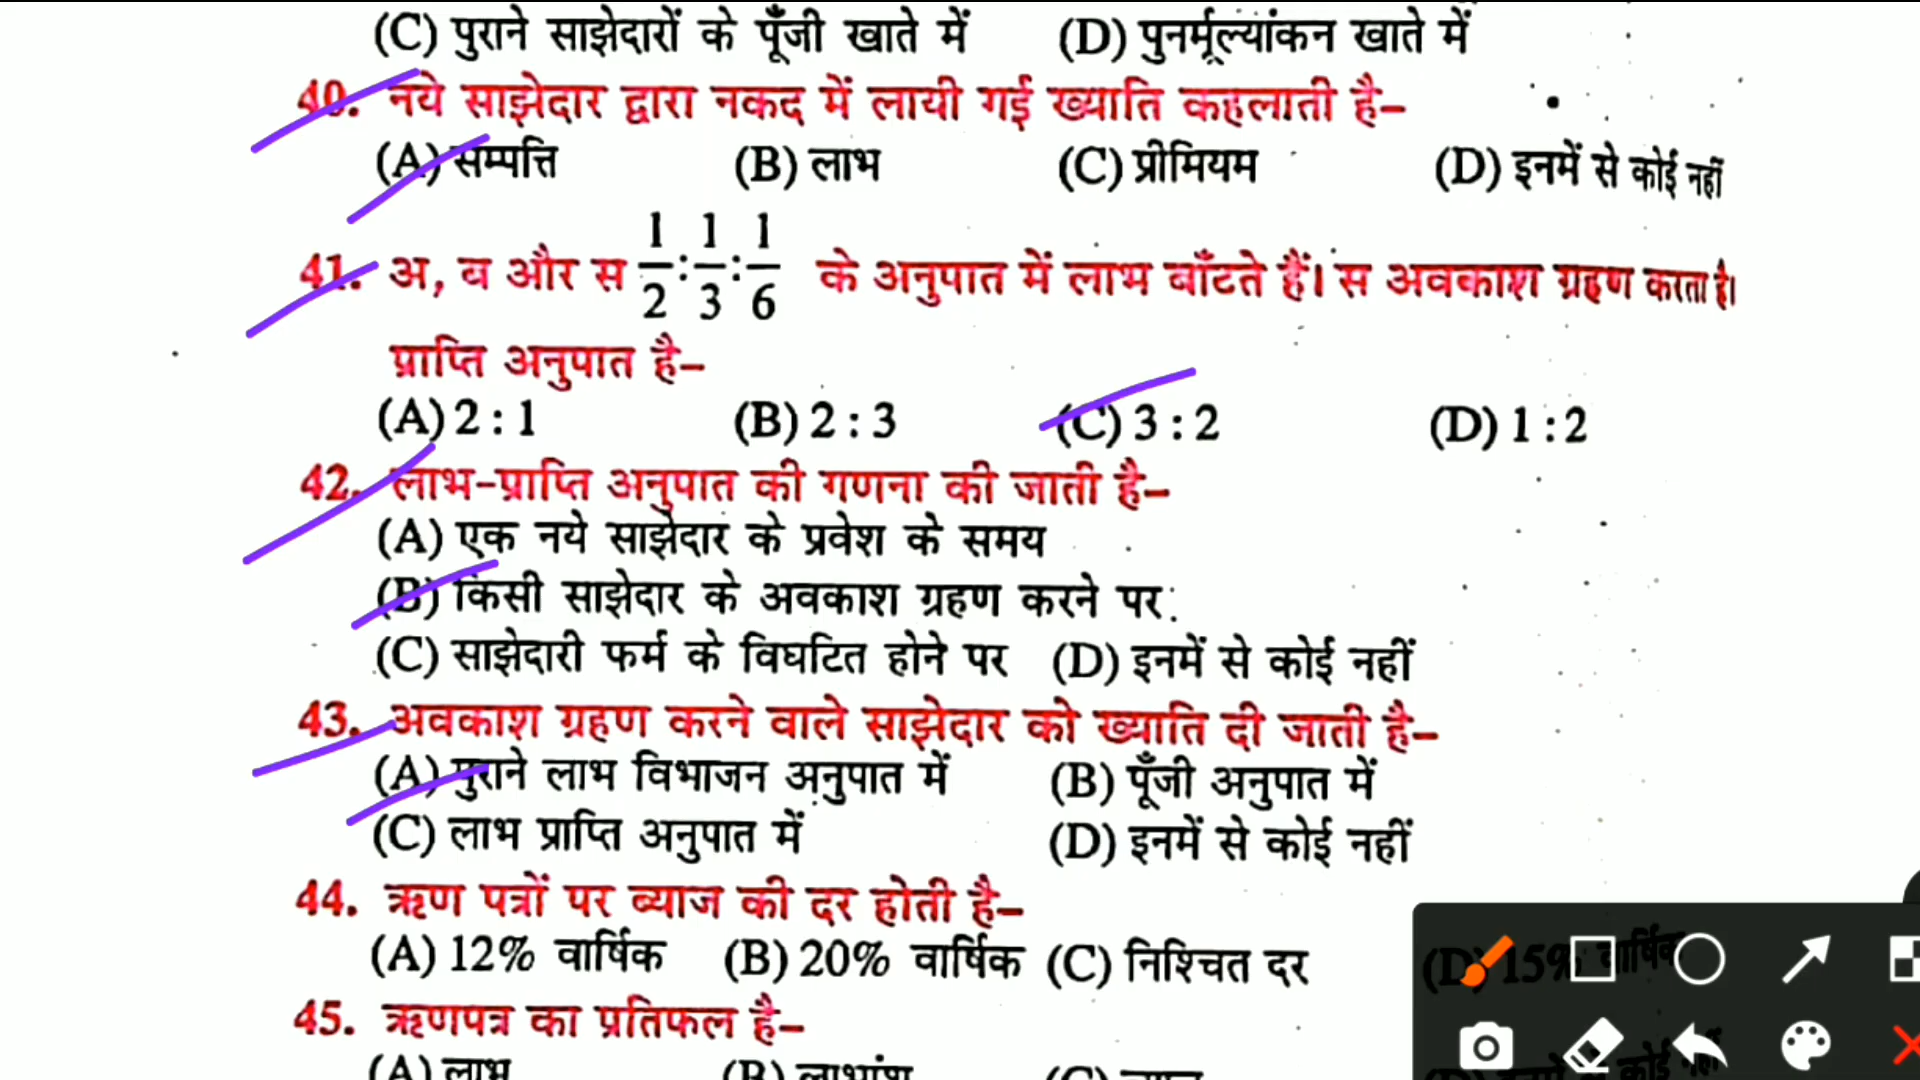 (C) पुराने साझेदारों के पूँजी खाते में (D) पुनर्मूल्यांकन खाते में
40. नये साझेदार द्वारा नकद में लायी गई ख्याति कहलाती है–
(A) सम्पत्ति (B) लाभ (C) प्रीमियम (D) इनमें से कोई नहीं
41. अ, ब और स 1/2 : 1/3 : 1/6 के अनुपात में लाभ बाँटते हैं। स अवकाश ग्रहण करता है।
प्राप्ति अनुपात है–
(A) 2 : 1 (B) 2 : 3 (C) 3 : 2 (D) 1 : 2
42. लाभ-प्राप्ति अनुपात की गणना की जाती है–
(A) एक नये साझेदार के प्रवेश के समय
(B) किसी साझेदार के अवकाश ग्रहण करने पर
(C) साझेदारी फर्म के विघटित होने पर (D) इनमें से कोई नहीं
43. अवकाश ग्रहण करने वाले साझेदार को ख्याति दी जाती है–
(A) पुराने लाभ विभाजन अनुपात में (B) पूँजी अनुपात में
(C) लाभ प्राप्ति अनुपात में (D) इनमें से कोई नहीं
44. ऋण पत्रों पर ब्याज की दर होती है–
(A) 12% वार्षिक (B) 20% वार्षिक (C) निश्चित दर (D) 15% वार्षिक
45. ऋणपत्र का प्रतिफल है–
(A) लाभ (B) लाभांश (C) ब्याज (D) इनमें से कोई नहीं